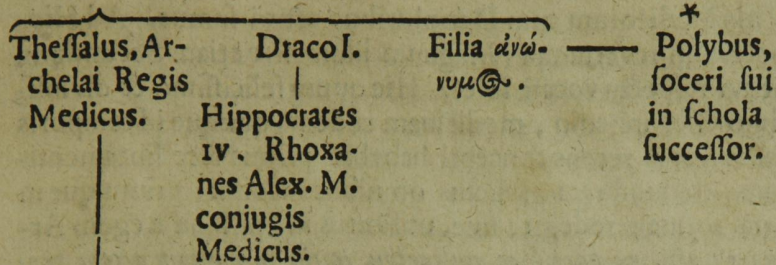 Theſſalus, Ar-
chelai Regis
Medicus.
Draco I.
Hippocrates
IV. Rhoxa-
nes Alex. M.
conjugis
Medicus.
Filia ἀνώ-
νυμος.
*
Polybus,
ſoceri ſui
in ſchola
ſucceſſor.